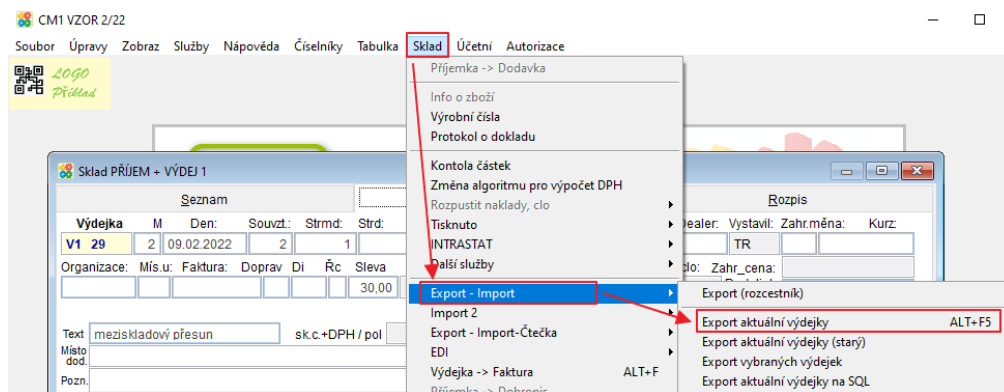 CM1 VZOR 2/22
Soubor Úpravy Zobraz Služby Nápověda Číselníky Tabulka Sklad Účetní Autorizace
LOGO
Příklad
Příjemka -> Dodavka
Info o zboží
Výrobní čísla
Protokol o dokladu
Kontola částek
Změna algoritmu pro výpočet DPH
Rozpustit naklady, clo
Tisknuto
INTRASTAT
Další služby
Export - Import
Import 2
Export - Import-Čtečka
EDI
Výdejka -> Faktura ALT+F
Příjemka -> Dobropis
Export (rozcestník)
Export aktuální výdejky ALT+F5
Export aktuální výdejky (starý)
Export vybraných výdejek
Export aktuální výdejky na SQL
Sklad PŘÍJEM + VÝDEJ 1
Seznam Rozpis
Výdejka M Den: Souvzt.: Strmd: Strd: Dealer: Vystavil: Zahr.měna: Kurz:
V1 29 2 09.02.2022 2 1 TR
Organizace: Mís.u: Faktura: Doprav Di Řc Sleva clo: Zahr_cena:
30,00
Text meziskladový přesun sk.c.+DPH / pol
Místo
dod.
Pozn.